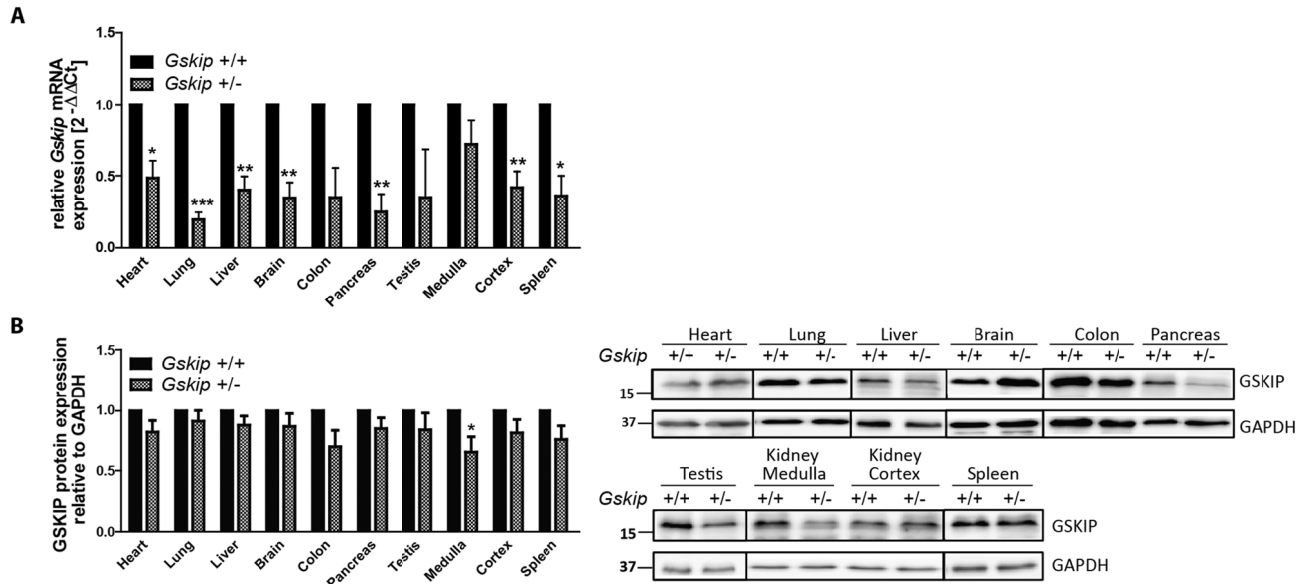 A
relative Gskip mRNA
expression [2^-ΔΔCt]
1.5
1.0
0.5
0.0
Gskip +/+
Gskip +/-
*
***
**
**
**
**
*
Heart
Lung
Liver
Brain
Colon
Pancreas
Testis
Medulla
Cortex
Spleen
B
GSKIP protein expression
relative to GAPDH
1.5
1.0
0.5
0.0
Gskip +/+
Gskip +/-
*
Heart
Lung
Liver
Brain
Colon
Pancreas
Testis
Medulla
Cortex
Spleen
Heart Lung Liver Brain Colon Pancreas
Gskip +/+ +/- +/+ +/- +/+ +/- +/+ +/- +/+ +/- +/+ +/-
GSKIP
15
37
GAPDH
Testis Kidney Medulla Kidney Cortex Spleen
Gskip +/+ +/- +/+ +/- +/+ +/- +/+ +/-
GSKIP
15
37
GAPDH